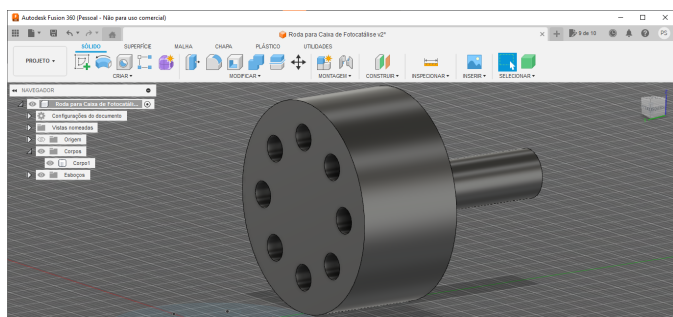 Autodesk Fusion 360 (Pessoal - Não para uso comercial)
Roda para Caixa de Fotocatálise v2*
9 de 10
PS
SÓLIDO SUPERFÍCIE MALHA CHAPA PLÁSTICO UTILIDADES
PROJETO
CRIAR MODIFICAR MONTAGEM CONSTRUIR INSPECIONAR INSERIR SELECIONAR
NAVEGADOR
Roda para Caixa de Fotocatáli...
Configurações do documento
Vistas nomeadas
Origem
Corpos
Corpo1
Esboços